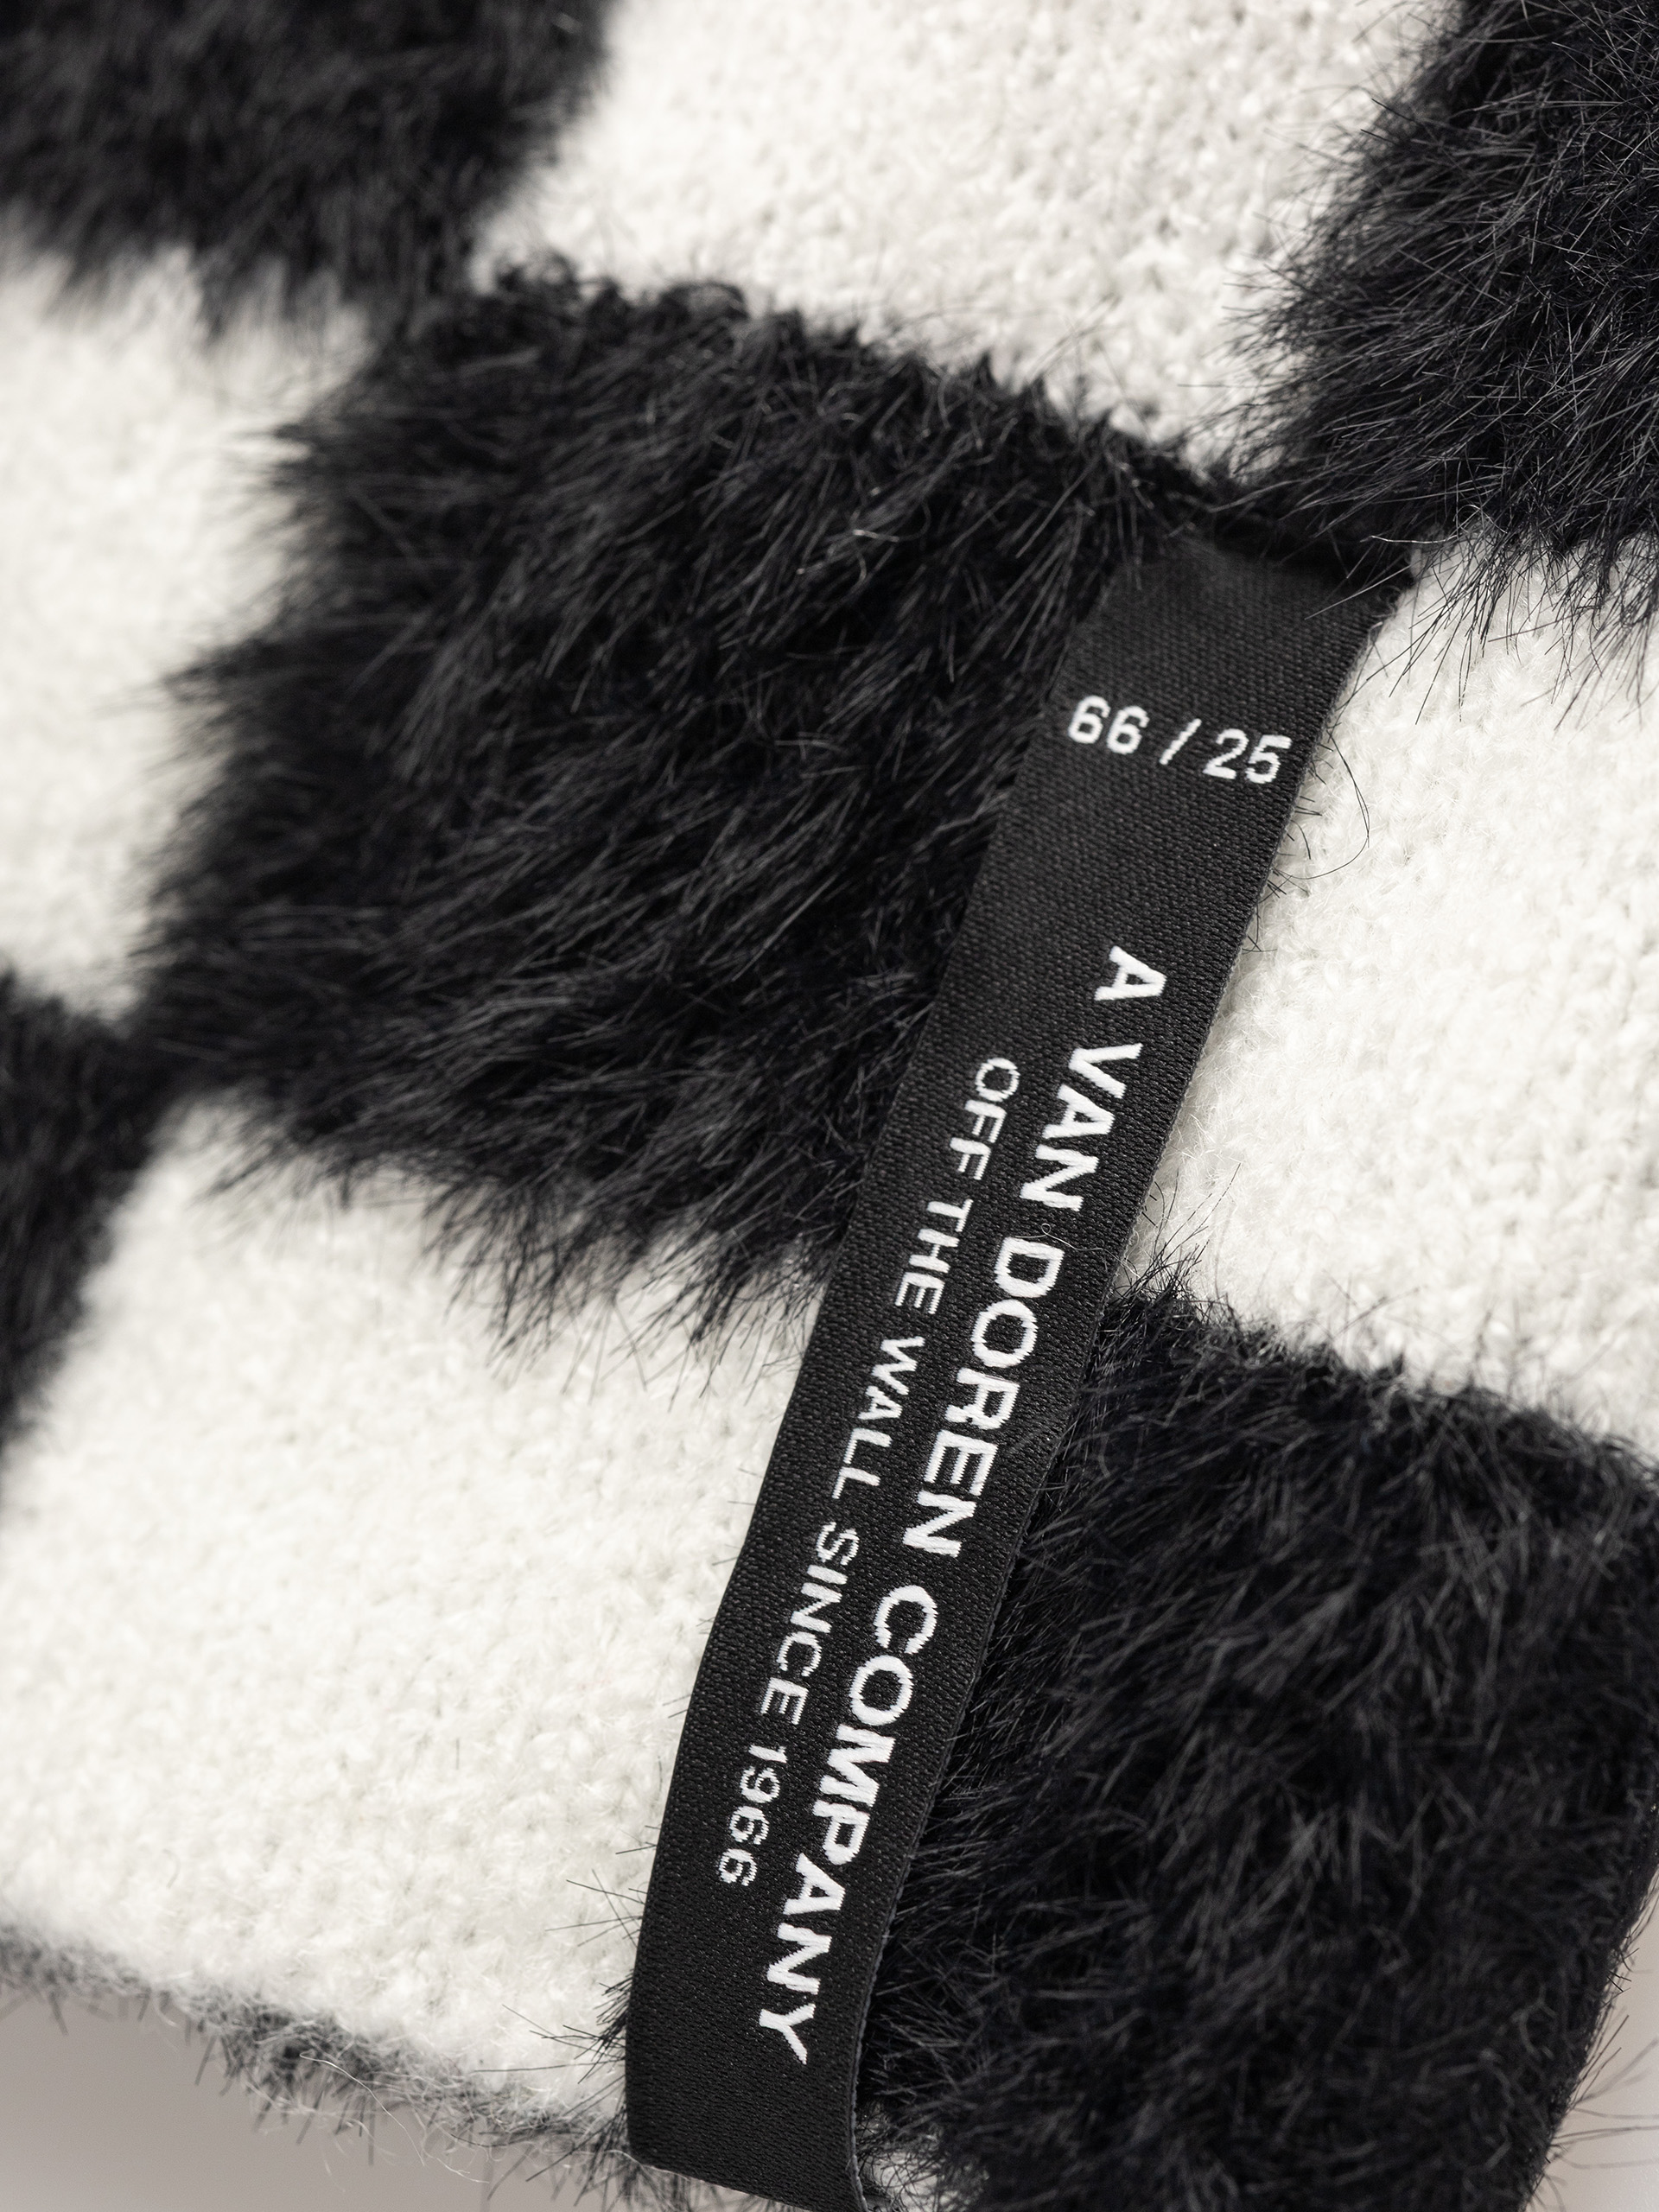 66 / 25
A VAN DOREN COMPANY
OFF THE WALL SINCE 1966